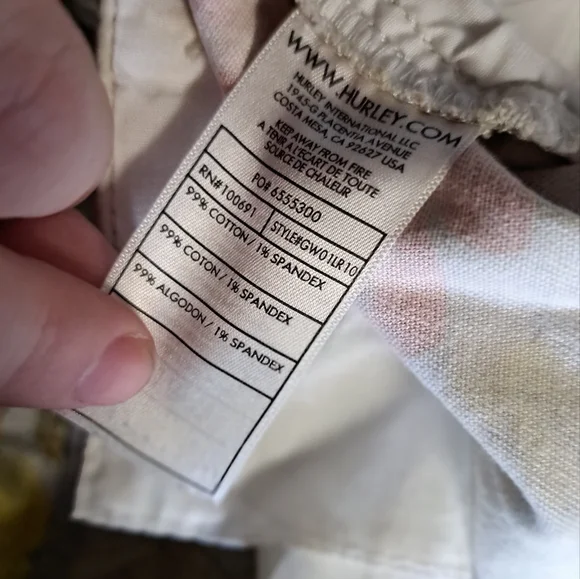 WWW.HURLEY.COM
HURLEY INTERNATIONAL LLC
1945-G PLACENTIA AVENUE
COSTA MESA, CA 92627 USA
KEEP AWAY FROM FIRE
A TENIR A L'ECART DE TOUTE
SOURCE DE CHALEUR
PO# 6555300
RN#100691 STYLE#GW01LR10
99% COTTON / 1% SPANDEX
99% COTON / 1% SPANDEX
99% ALGODON / 1% SPANDEX